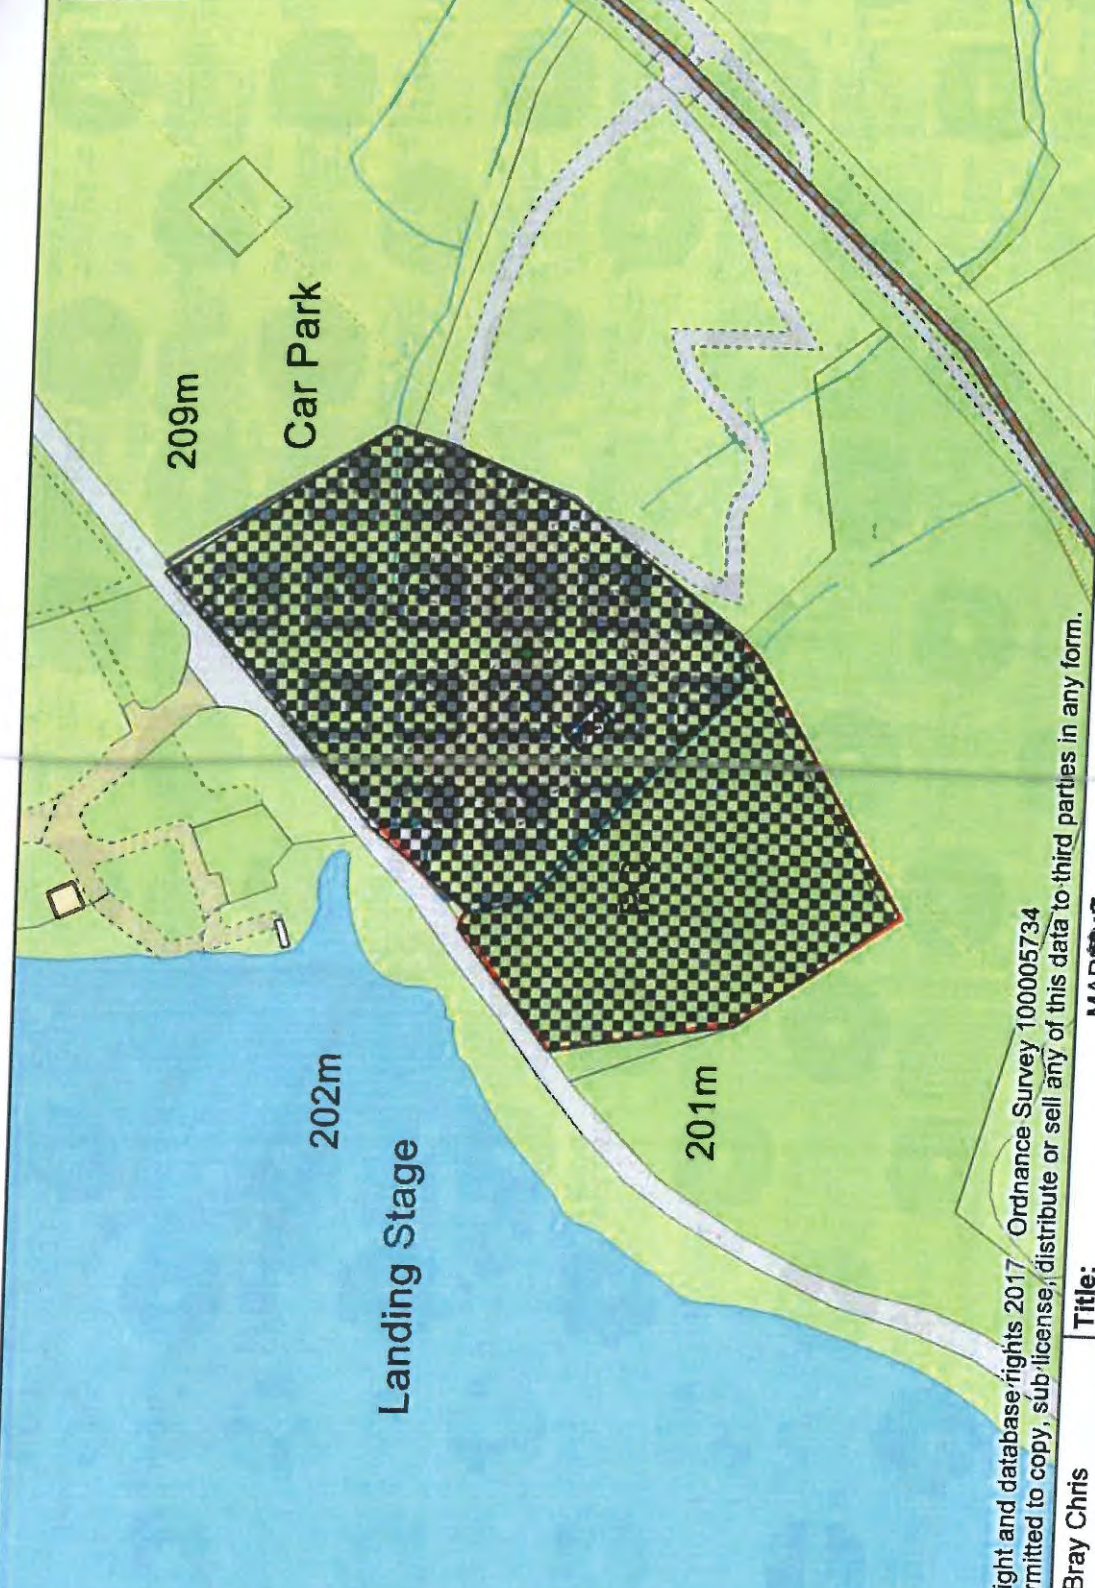 209m
Car Park
202m
Landing Stage
201m
ight and database rights 2017 Ordnance Survey 100005734
rmitted to copy, sub license, distribute or sell any of this data to third parties in any form.
Bray Chris
Title: